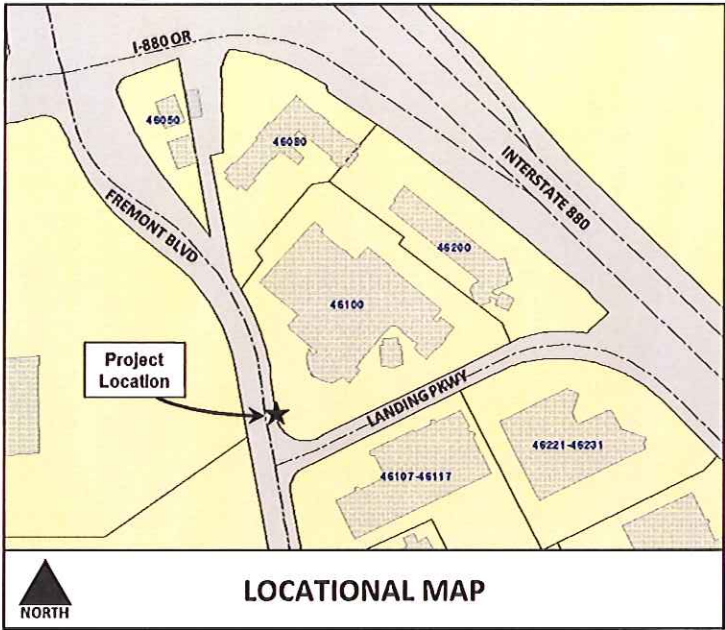 I-880 OR
46050
46080
FREMONT BLVD
INTERSTATE 880
46200
46100
Project
Location
LANDING PKWY
46221-46231
46107-46117
NORTH
LOCATIONAL MAP